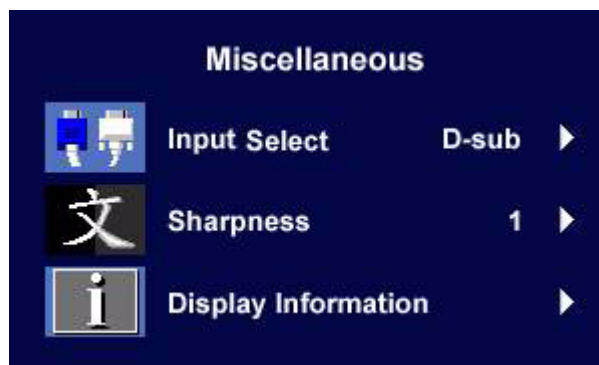 Miscellaneous
Input Select D-sub
文 Sharpness 1
i Display Information